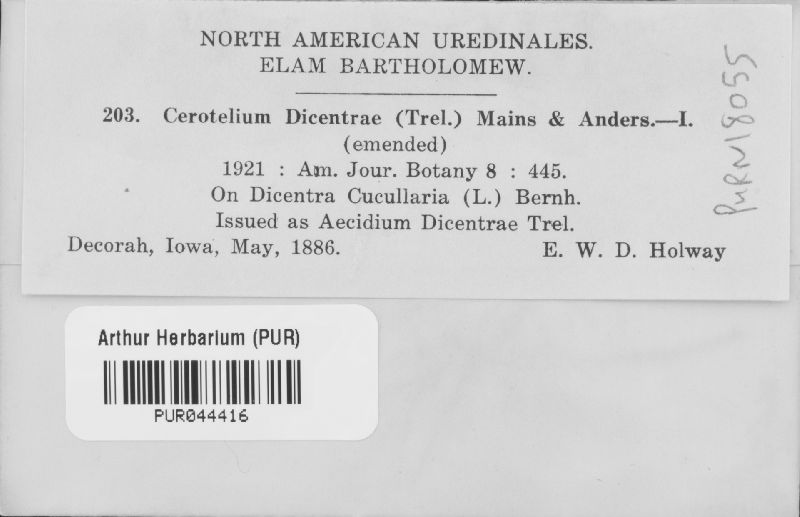 NORTH AMERICAN UREDINALES.
ELAM BARTHOLOMEW.
203. Cerotelium Dicentrae (Trel.) Mains & Anders.—I.
(emended)
1921 : Am. Jour. Botany 8 : 445.
On Dicentra Cucullaria (L.) Bernh.
Issued as Aecidium Dicentrae Trel.
Decorah, Iowa, May, 1886. E. W. D. Holway
PURN18055
Arthur Herbarium (PUR)
PUR044416